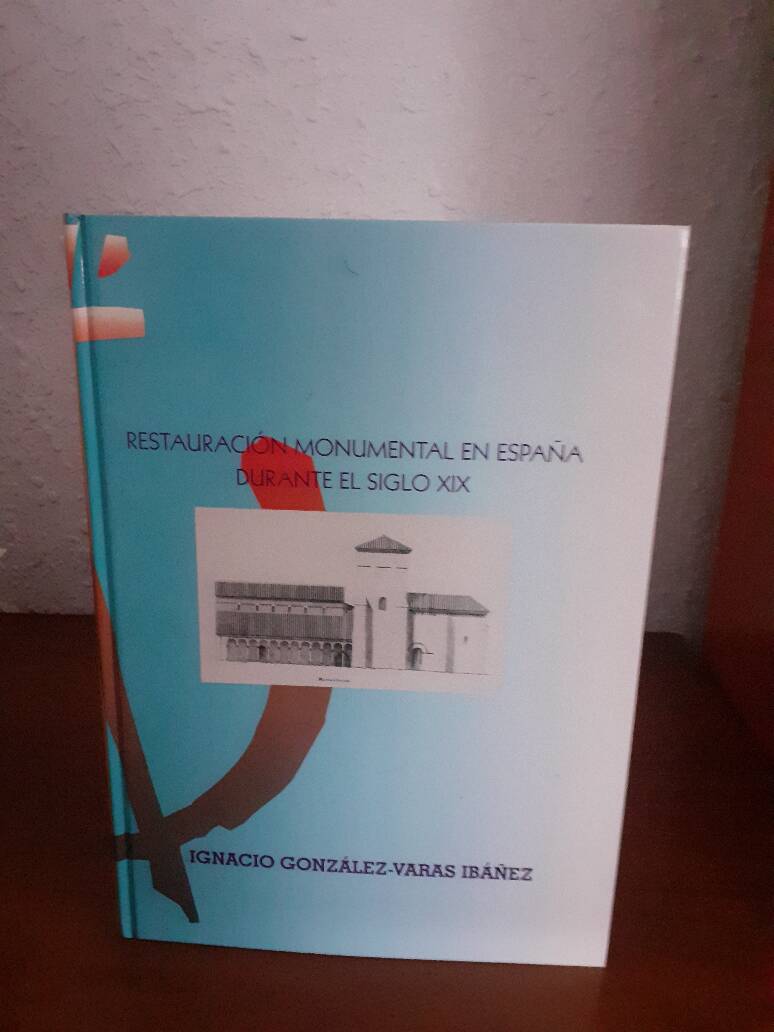 RESTAURACIÓN MONUMENTAL EN ESPAÑA
DURANTE EL SIGLO XIX
IGNACIO GONZÁLEZ-VARAS IBÁÑEZ